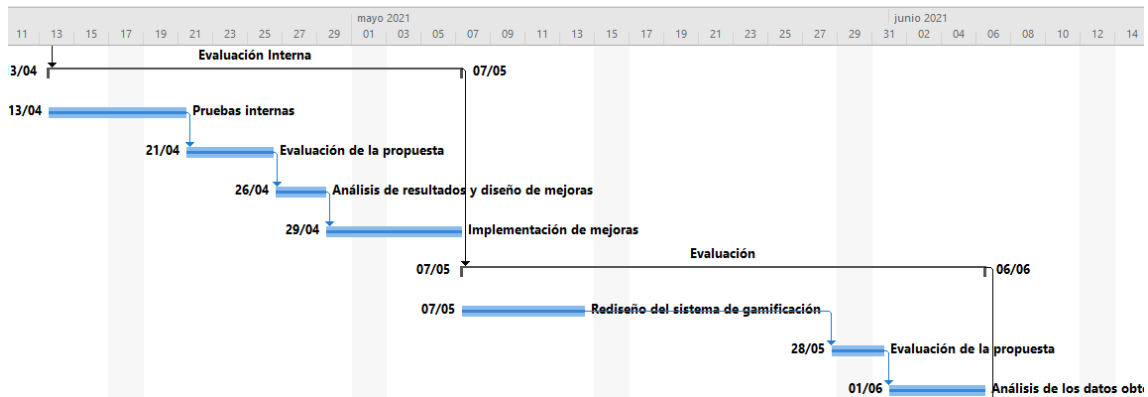 mayo 2021 junio 2021
11 13 15 17 19 21 23 25 27 29 01 03 05 07 09 11 13 15 17 19 21 23 25 27 29 31 02 04 06 08 10 12 14
Evaluación Interna
3/04 07/05
13/04 Pruebas internas
21/04 Evaluación de la propuesta
26/04 Análisis de resultados y diseño de mejoras
29/04 Implementación de mejoras
Evaluación
07/05 06/06
07/05 Rediseño del sistema de gamificación
28/05 Evaluación de la propuesta
01/06 Análisis de los datos obt